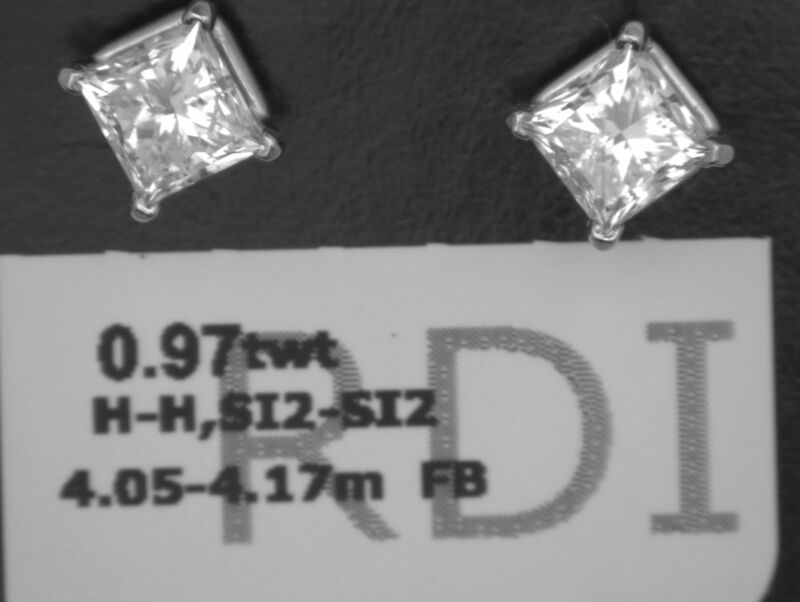 0.97twt
H-H,SI2-SI2
4.05-4.17m FB
RDI